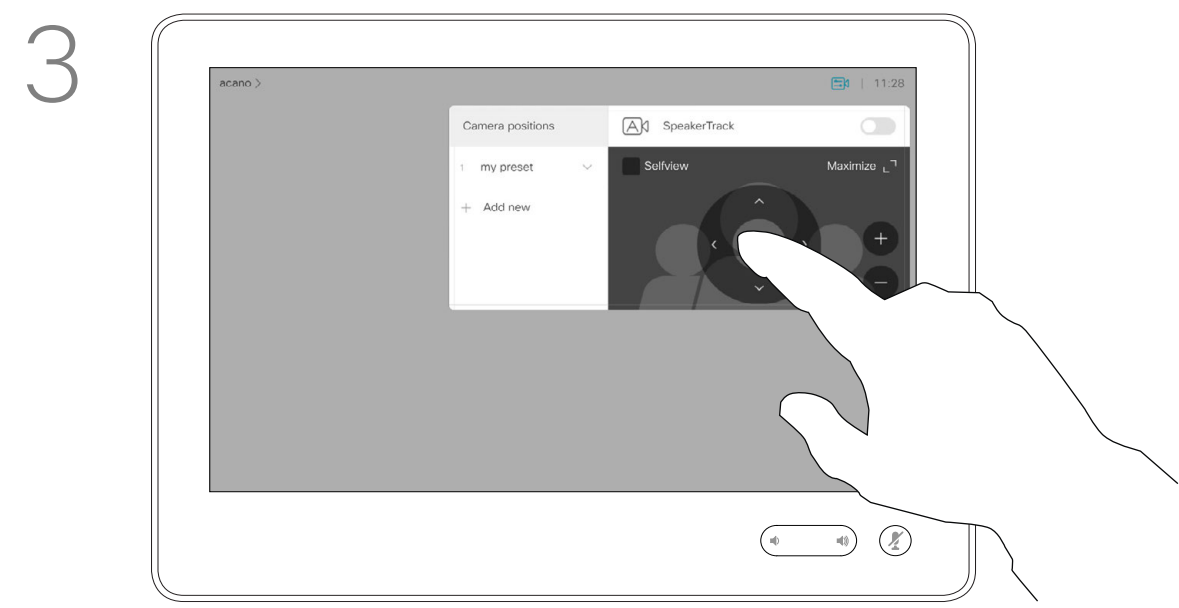 3
acano >
11:28
Camera positions
SpeakerTrack
1 my preset
Selfview
Maximize
+ Add new